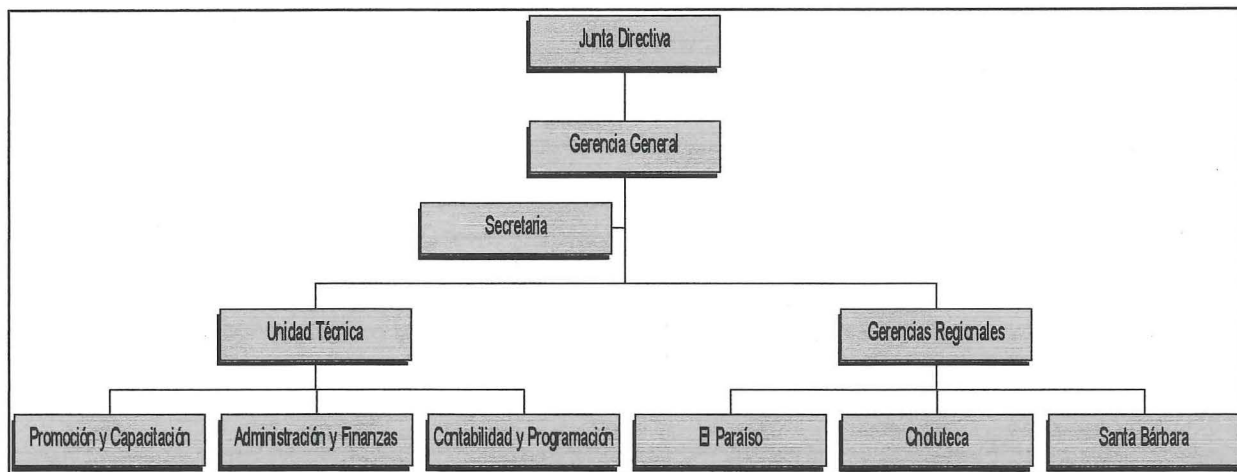 Junta Directiva
Gerencia General
Secretaria
Unidad Técnica
Gerencias Regionales
Promoción y Capacitación
Administración y Finanzas
Contabilidad y Programación
El Paraíso
Choluteca
Santa Bárbara